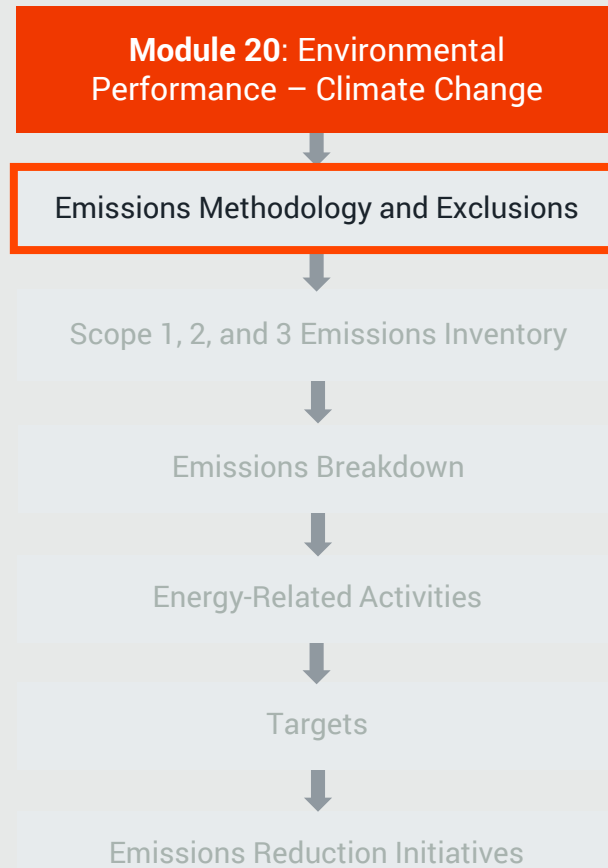 Module 20: Environmental
Performance – Climate Change
Emissions Methodology and Exclusions
Scope 1, 2, and 3 Emissions Inventory
Emissions Breakdown
Energy-Related Activities
Targets
Emissions Reduction Initiatives